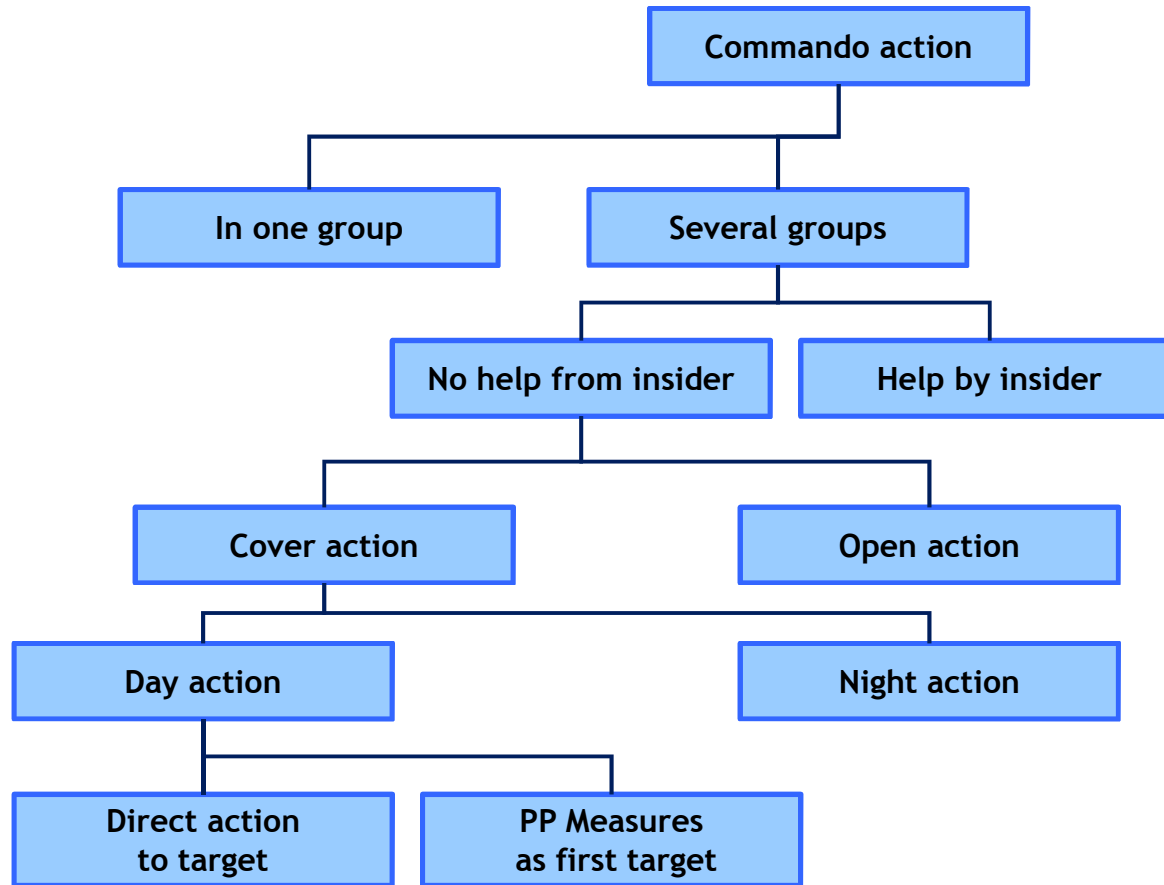 Commando action
In one group
Several groups
No help from insider
Help by insider
Cover action
Open action
Day action
Night action
Direct action
to target
PP Measures
as first target